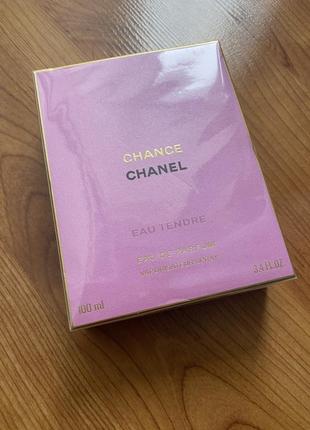 CHANCE
CHANEL
EAU TENDRE
EAU DE PARFUM
100 ml
3.4 FL. OZ